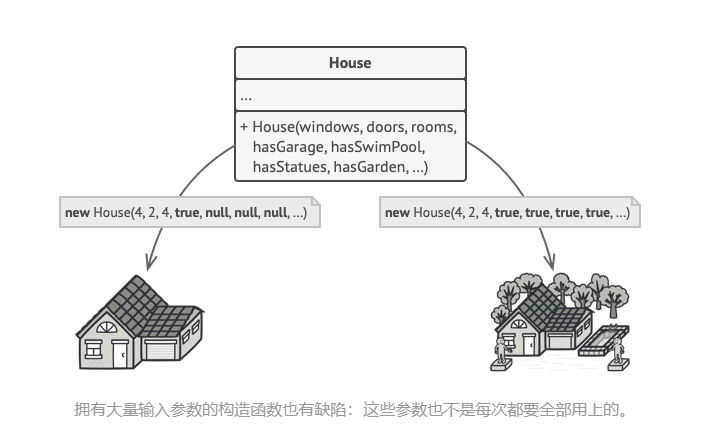 House
...
+ House(windows, doors, rooms,
hasGarage, hasSwimPool,
hasStatues, hasGarden, ...)
new House(4, 2, 4, true, null, null, null, ...)
new House(4, 2, 4, true, true, true, true, ...)
拥有大量输入参数的构造函数也有缺陷：这些参数也不是每次都要全部用上的。